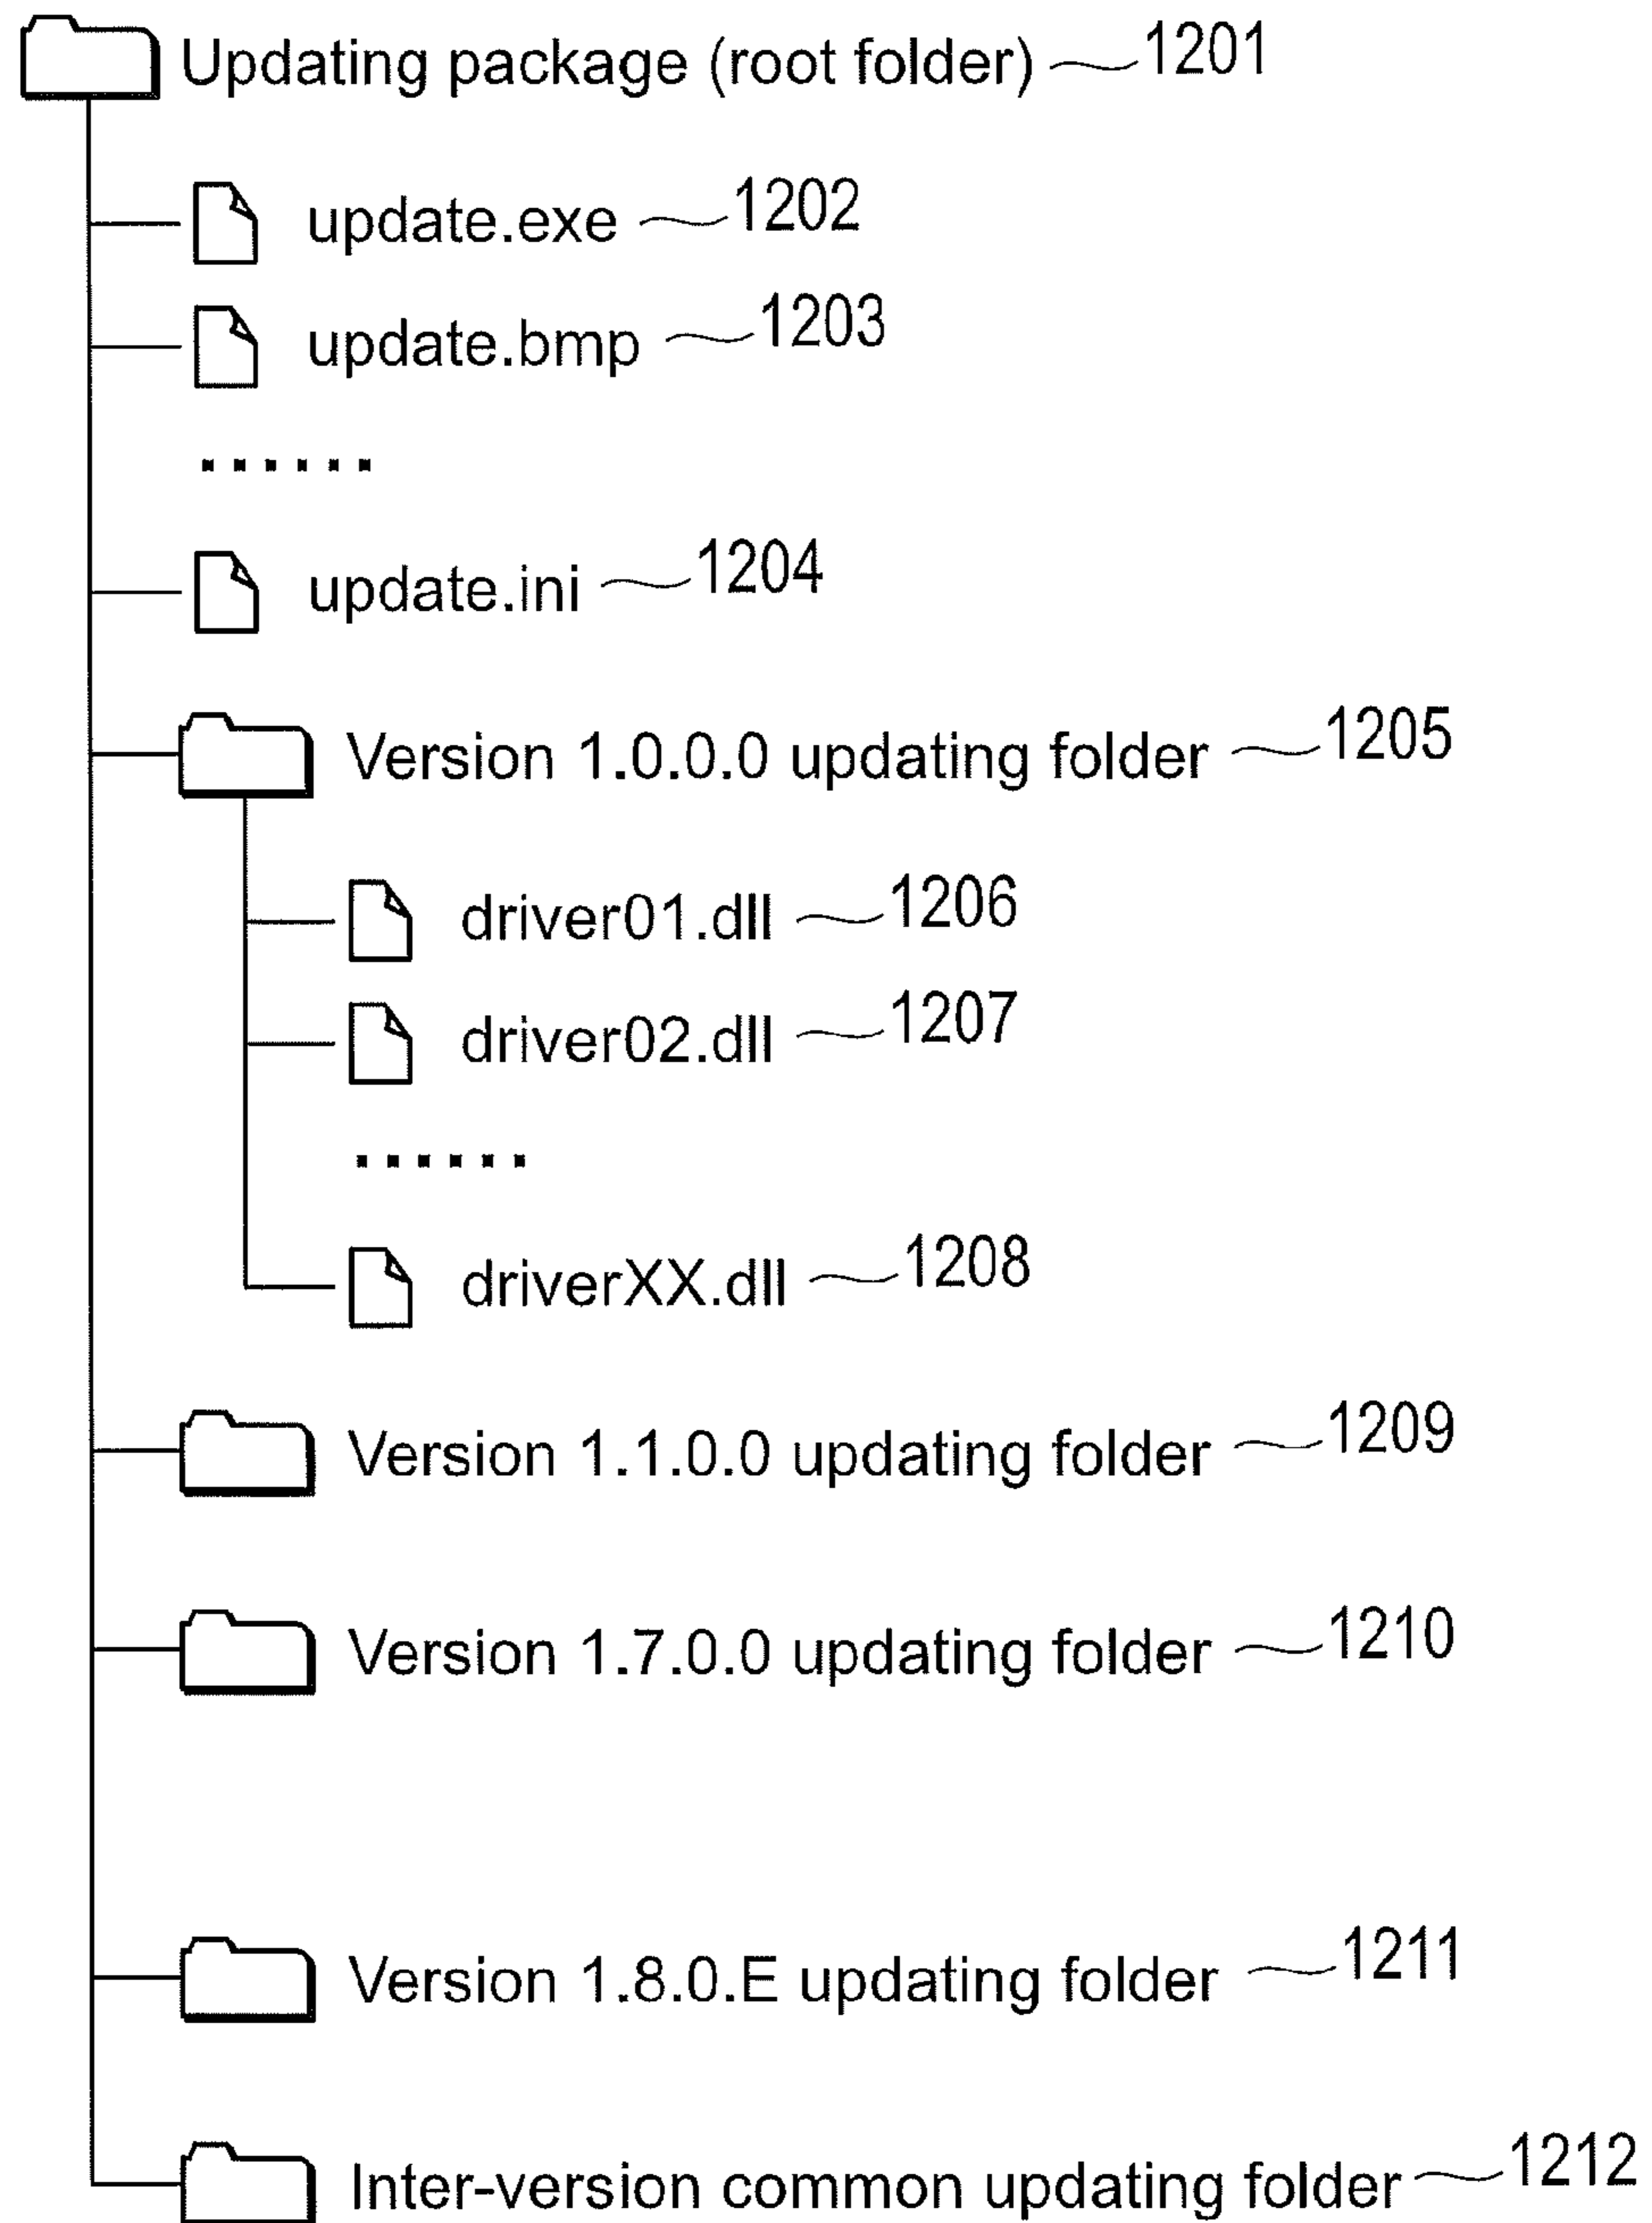 Updating package (root folder) 1201
update.exe 1202
update.bmp 1203
......
update.ini 1204
Version 1.0.0.0 updating folder 1205
driver01.dll 1206
driver02.dll 1207
......
driverXX.dll 1208
Version 1.1.0.0 updating folder 1209
Version 1.7.0.0 updating folder 1210
Version 1.8.0.E updating folder 1211
Inter-version common updating folder 1212